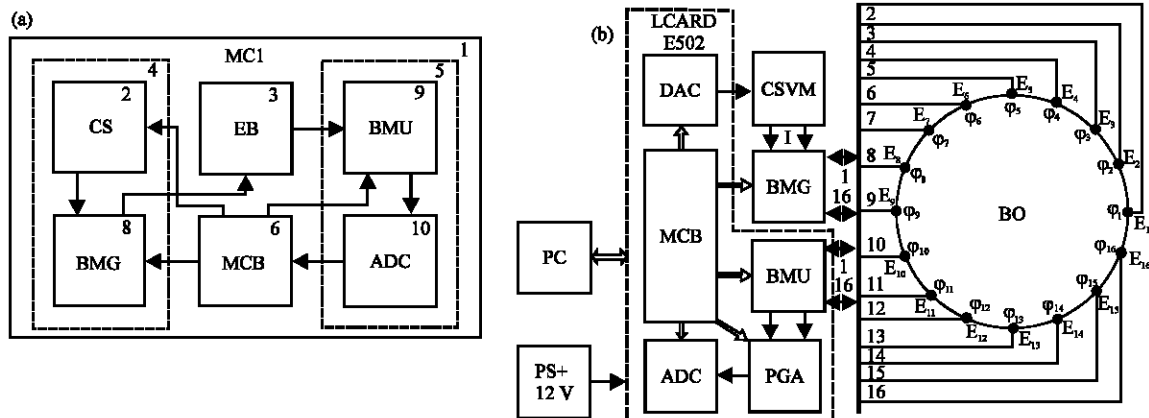 (a)
MC1
1
4
5
2
CS
3
EB
9
BMU
8
BMG
6
MCB
10
ADC
(b)
LCARD
E502
DAC
CSVM
I
BMG
MCB
PC
BMU
PS+
12 V
ADC
PGA
1
16
1
16
2
3
4
5
6
7
8
9
10
11
12
13
14
15
16
BO
E1
φ1
E2
φ2
E3
φ3
E4
φ4
E5
φ5
E6
φ6
E7
φ7
E8
φ8
E9
φ9
E10
φ10
E11
φ11
E12
φ12
E13
φ13
E14
φ14
E15
φ15
E16
φ16